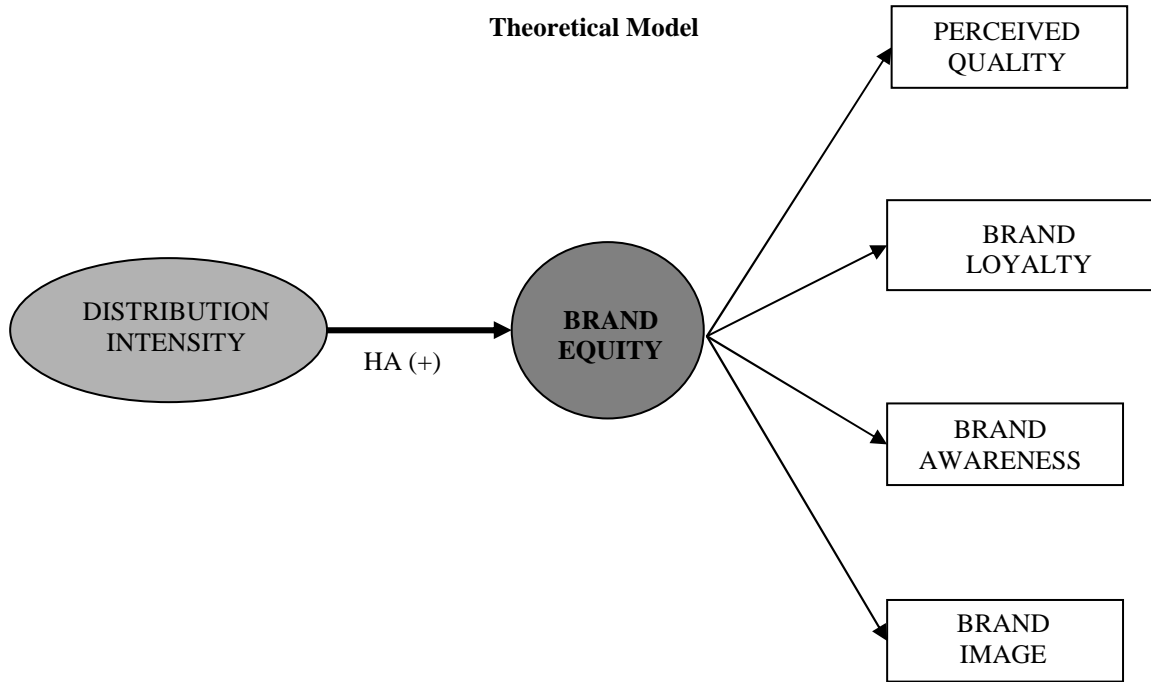 Theoretical Model
PERCEIVED
QUALITY
BRAND
LOYALTY
DISTRIBUTION
INTENSITY
HA (+)
BRAND
EQUITY
BRAND
AWARENESS
BRAND
IMAGE